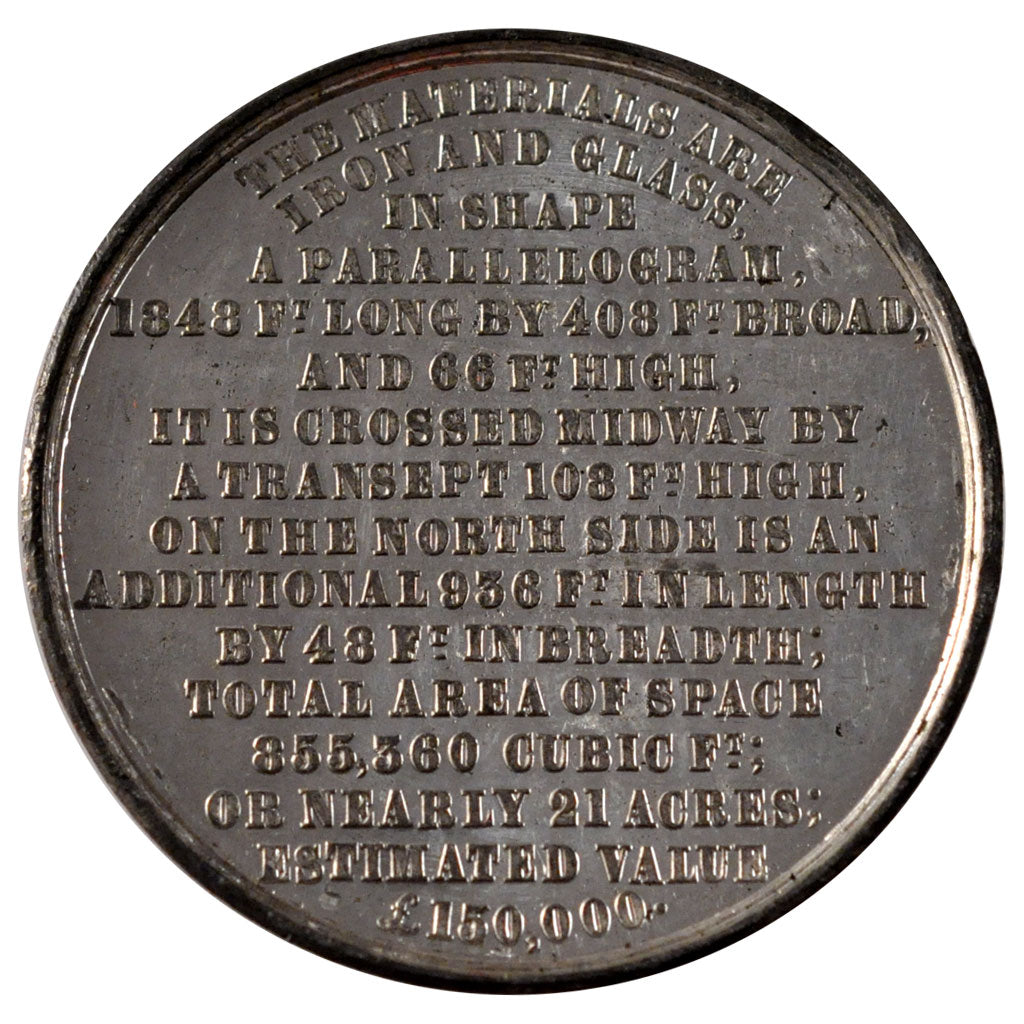 THE MATERIALS ARE
IRON AND GLASS,
IN SHAPE
A PARALLELOGRAM,
1848 FT LONG BY 408 FT BROAD,
AND 66 FT HIGH,
IT IS CROSSED MIDWAY BY
A TRANSEPT 108 FT HIGH,
ON THE NORTH SIDE IS AN
ADDITIONAL 936 FT IN LENGTH
BY 48 FT IN BREADTH;
TOTAL AREA OF SPACE
855,360 CUBIC FT;
OR NEARLY 21 ACRES;
ESTIMATED VALUE
£150,000.